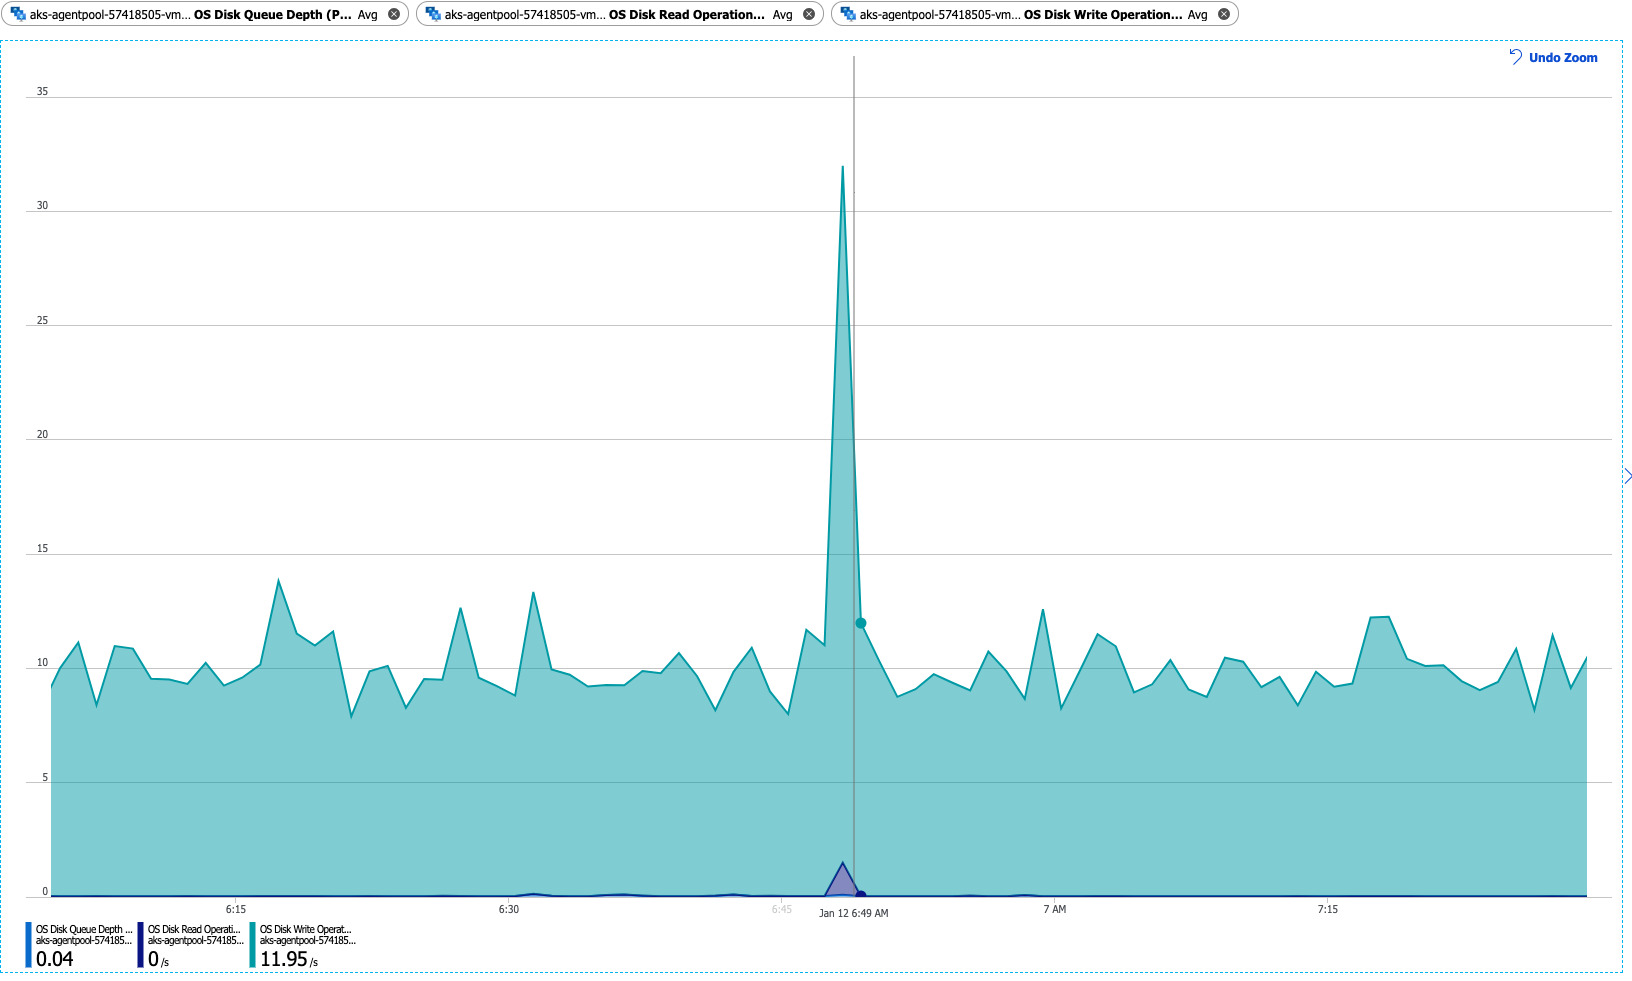 aks-agentpool-57418505-vm... OS Disk Queue Depth (P... Avg
aks-agentpool-57418505-vm... OS Disk Read Operation... Avg
aks-agentpool-57418505-vm... OS Disk Write Operation... Avg
Undo Zoom
35
30
25
20
15
10
5
0
6:15
6:30
6:45
Jan 12 6:49 AM
7 AM
7:15
OS Disk Queue Depth ...
aks-agentpool-574185...
0.04
OS Disk Read Operati...
aks-agentpool-574185...
0 /s
OS Disk Write Operat...
aks-agentpool-574185...
11.95 /s